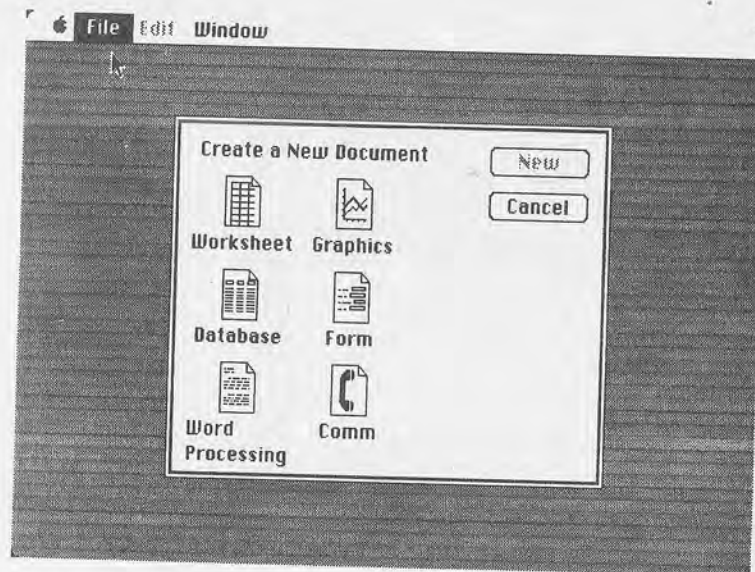 File Edit Window
Create a New Document
New
Cancel
Worksheet Graphics
Database Form
Word
Processing
Comm